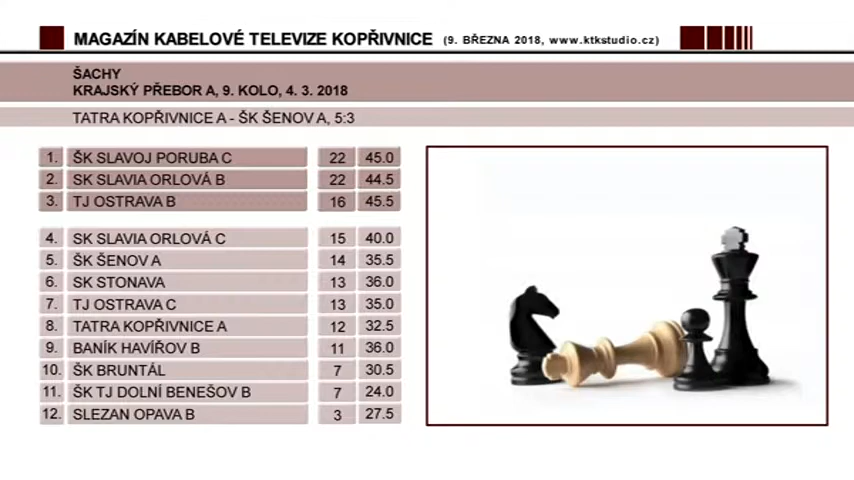 MAGAZÍN KABELOVÉ TELEVIZE KOPŘIVNICE (9. BŘEZNA 2018, www.ktkstudio.cz)
ŠACHY
KRAJSKÝ PŘEBOR A, 9. KOLO, 4. 3. 2018
TATRA KOPŘIVNICE A - ŠK ŠENOV A, 5:3
1. ŠK SLAVOJ PORUBA C 22 45.0
2. SK SLAVIA ORLOVÁ B 22 44.5
3. TJ OSTRAVA B 16 45.5
4. SK SLAVIA ORLOVÁ C 15 40.0
5. ŠK ŠENOV A 14 35.5
6. SK STONAVA 13 36.0
7. TJ OSTRAVA C 13 35.0
8. TATRA KOPŘIVNICE A 12 32.5
9. BANÍK HAVÍŘOV B 11 36.0
10. ŠK BRUNTÁL 7 30.5
11. ŠK TJ DOLNÍ BENEŠOV B 7 24.0
12. SLEZAN OPAVA B 3 27.5